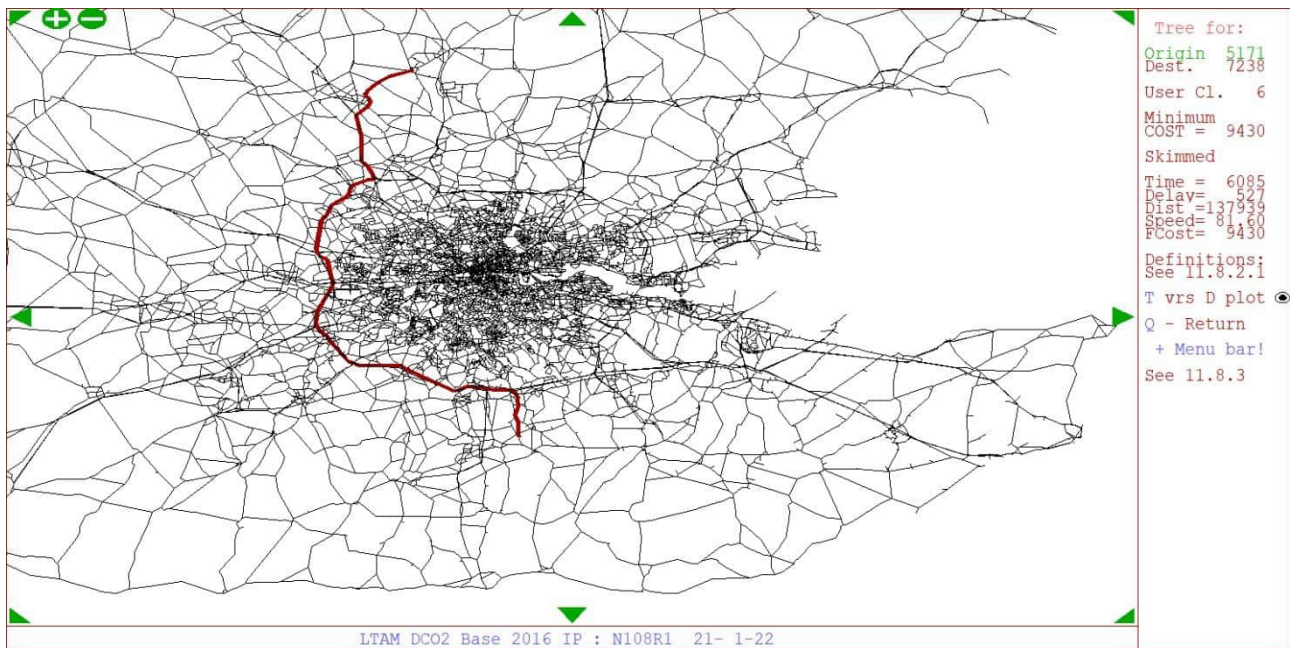 Tree for:
Origin 5171
Dest. 7238
User Cl. 6
Minimum
COST = 9430
Skimmed
Time = 6085
Delay= 527
Dist =137939
Speed= 81.60
FCost= 9430
Definitions:
See 11.8.2.1
T vrs D plot
Q - Return
+ Menu bar!
See 11.8.3
LTAM DCO2 Base 2016 IP : N108R1 21- 1-22